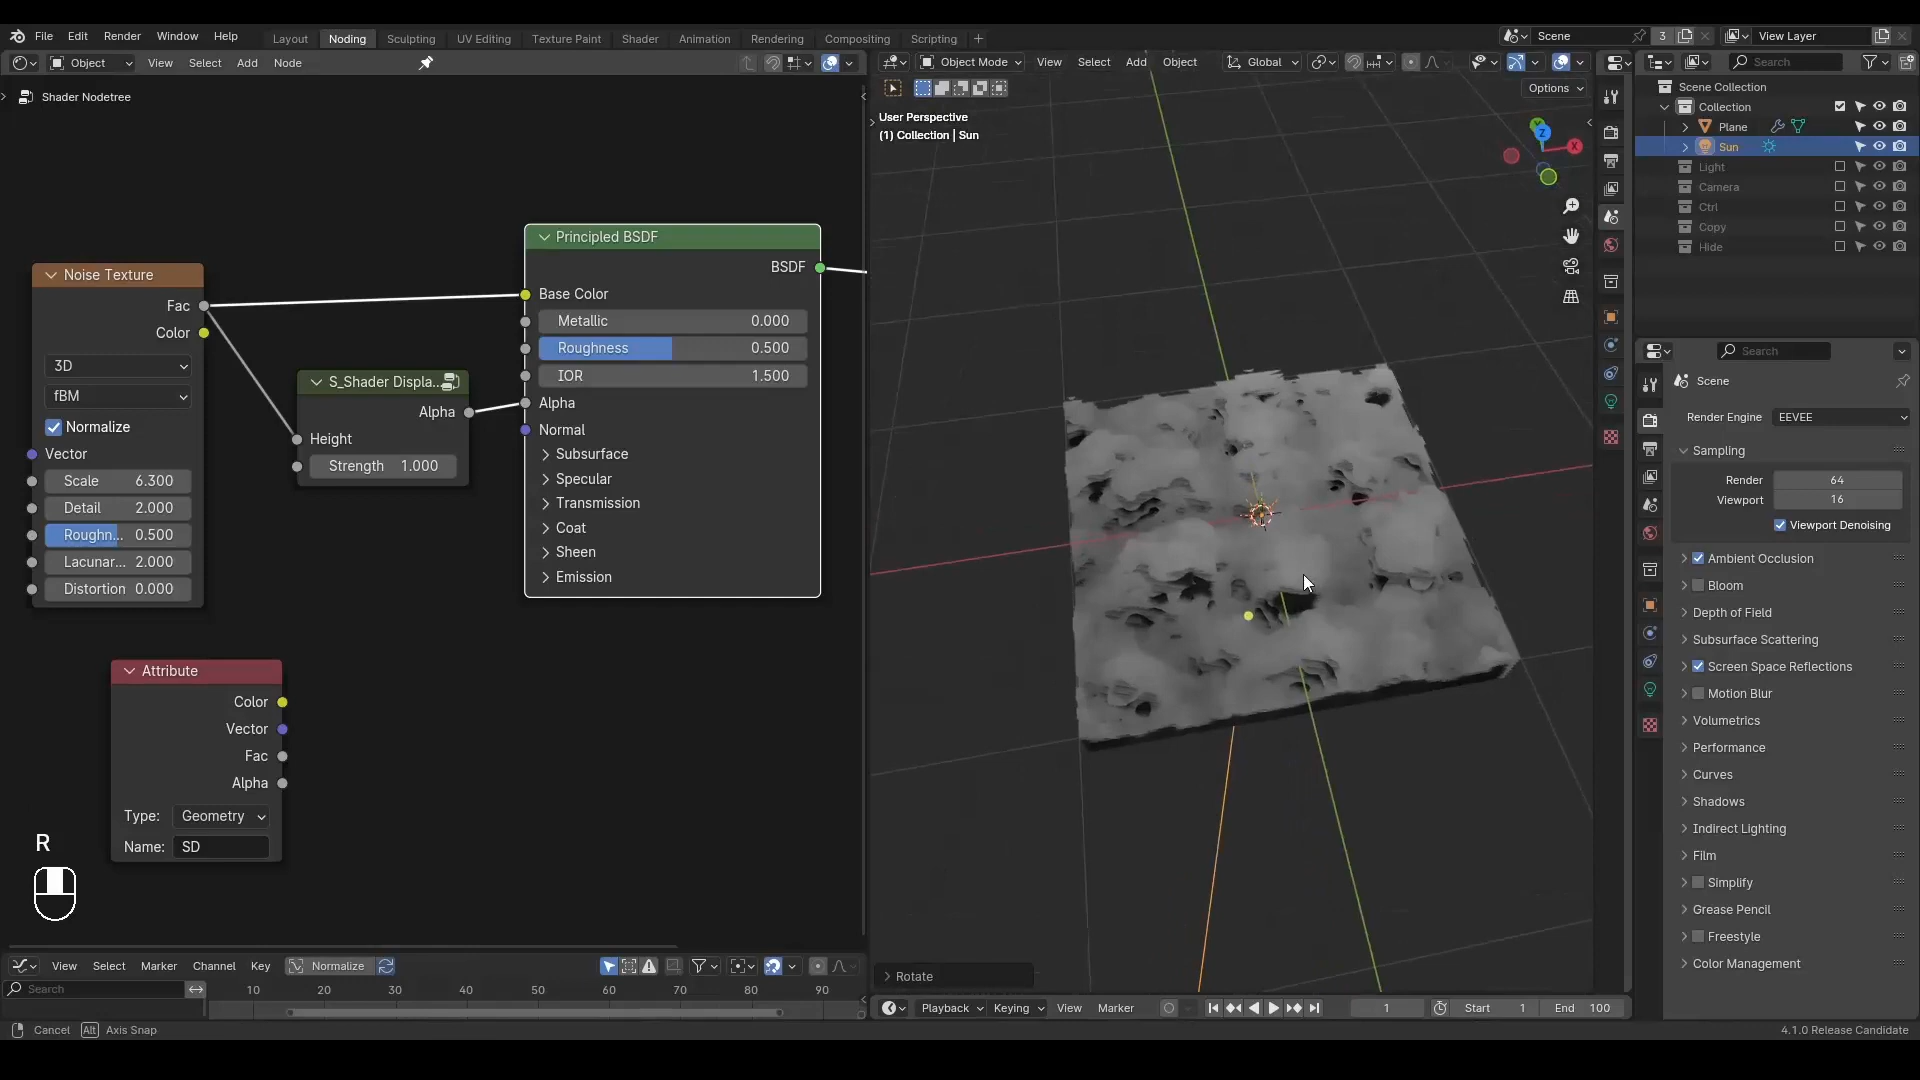 File Edit Render Window Help
Layout Noding Sculpting UV Editing Texture Paint Shader Animation Rendering Compositing Scripting +
Scene 3 View Layer
Object View Select Add Node
Object Mode View Select Add Object Global
Search
Shader Nodetree
Options
User Perspective
(1) Collection | Sun
Scene Collection
Collection
Plane
Sun
Light
Camera
Ctrl
Copy
Hide
Z
X
Noise Texture
Fac
Color
3D
fBM
Normalize
Vector
Scale 6.300
Detail 2.000
Roughn... 0.500
Lacunar... 2.000
Distortion 0.000
S_Shader Displa...
Alpha
Height
Strength 1.000
Principled BSDF
BSDF
Base Color
Metallic 0.000
Roughness 0.500
IOR 1.500
Alpha
Normal
Subsurface
Specular
Transmission
Coat
Sheen
Emission
Attribute
Color
Vector
Fac
Alpha
Type: Geometry
Name: SD
R
Search
Scene
Render Engine EEVEE
Sampling
Render 64
Viewport 16
Viewport Denoising
Ambient Occlusion
Bloom
Depth of Field
Subsurface Scattering
Screen Space Reflections
Motion Blur
Volumetrics
Performance
Curves
Shadows
Indirect Lighting
Film
Simplify
Grease Pencil
Freestyle
Color Management
Rotate
View Select Marker Channel Key Normalize
Search
10 20 30 40 50 60 70 80 90
Playback Keying View Marker 1 Start 1 End 100
Cancel Alt Axis Snap
4.1.0 Release Candidate